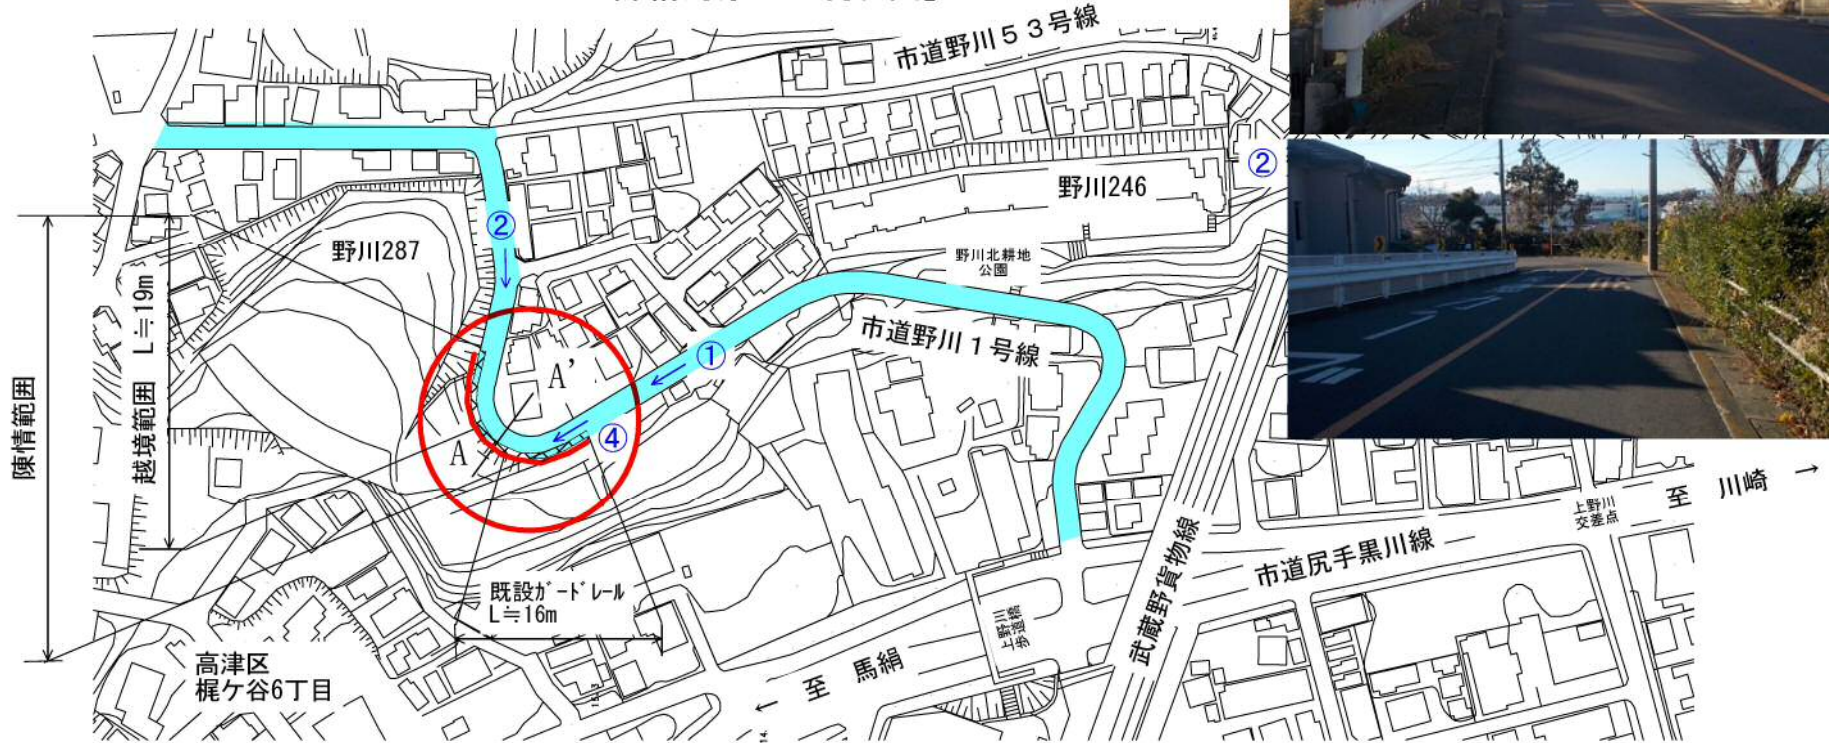 市道野川５３号線
②
野川246
②
野川287
野川北耕地
公園
市道野川１号線
①
A'
④
A
陳情範囲
越境範囲 L≒19m
既設ｶﾞｰﾄﾞﾚｰﾙ
L≒16m
高津区
梶ケ谷6丁目
← 至 馬絹
上野川
歩道橋
武蔵野貨物線
市道尻手黒川線
上野川
交差点
至 川崎 →